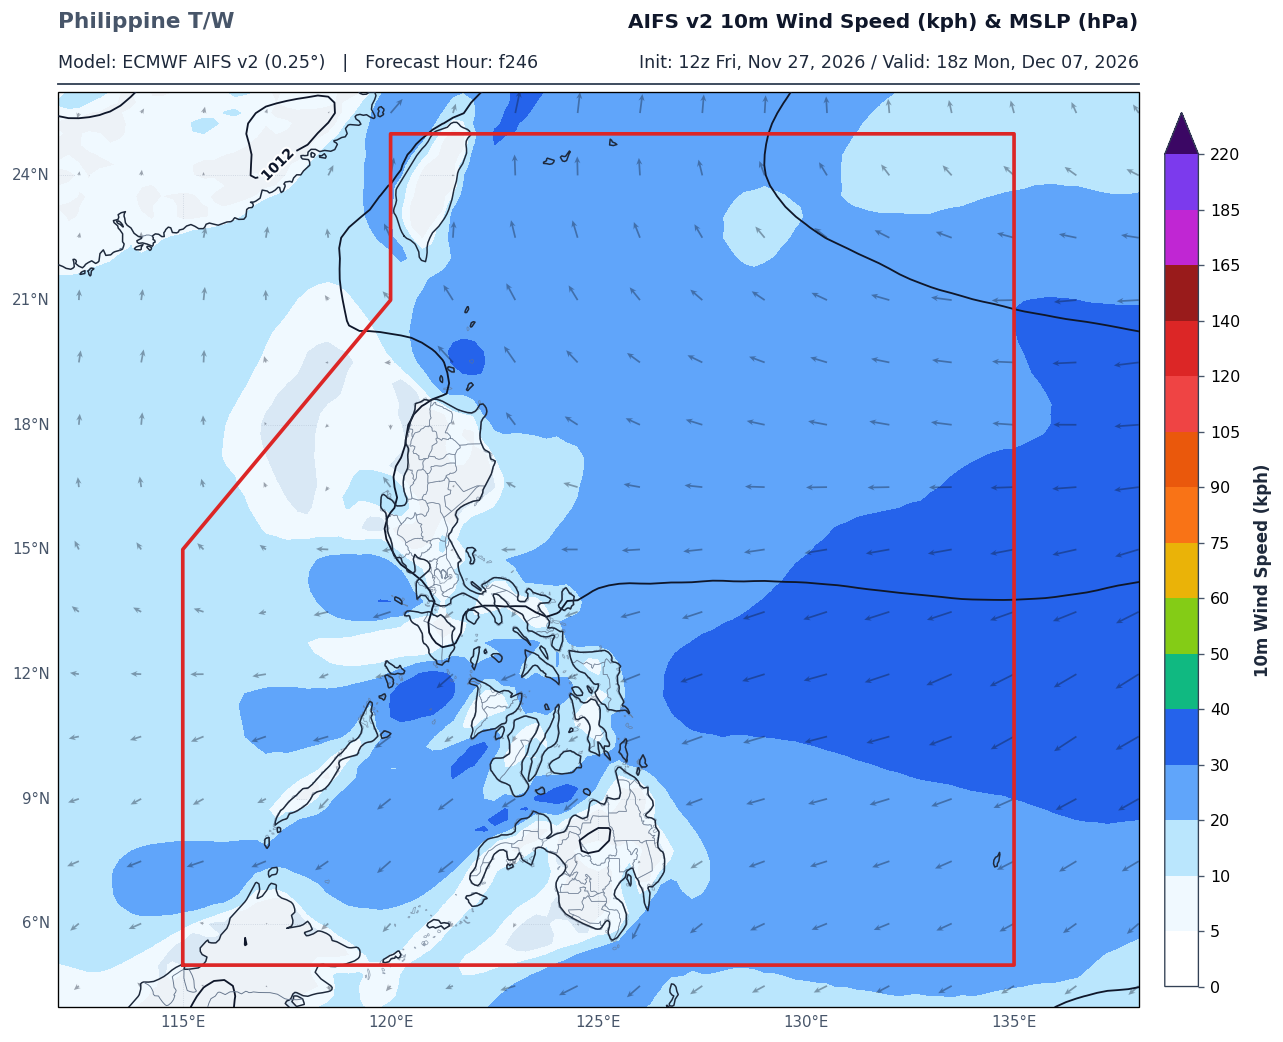 Philippine T/W
AIFS v2 10m Wind Speed (kph) & MSLP (hPa)
Model: ECMWF AIFS v2 (0.25°) | Forecast Hour: f246
Init: 12z Fri, Nov 27, 2026 / Valid: 18z Mon, Dec 07, 2026
1012
24°N
21°N
18°N
15°N
12°N
9°N
6°N
115°E
120°E
125°E
130°E
135°E
220
185
165
140
120
105
90
75
60
50
40
30
20
10
5
0
10m Wind Speed (kph)